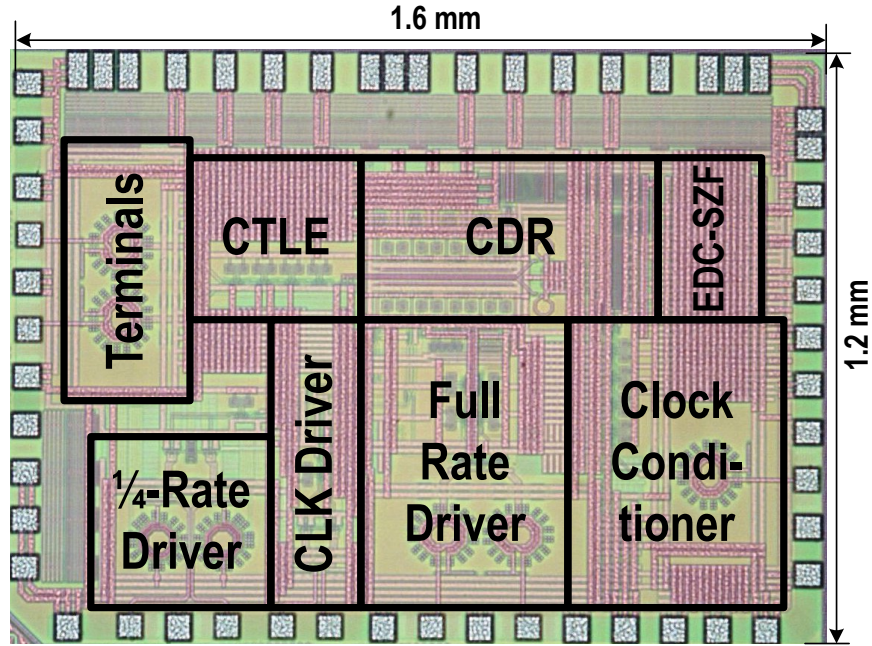 1.6 mm
Terminals
CTLE
CDR
EDC-SZF
1.2 mm
¼-Rate
Driver
CLK Driver
Full
Rate
Driver
Clock
Condi-
tioner